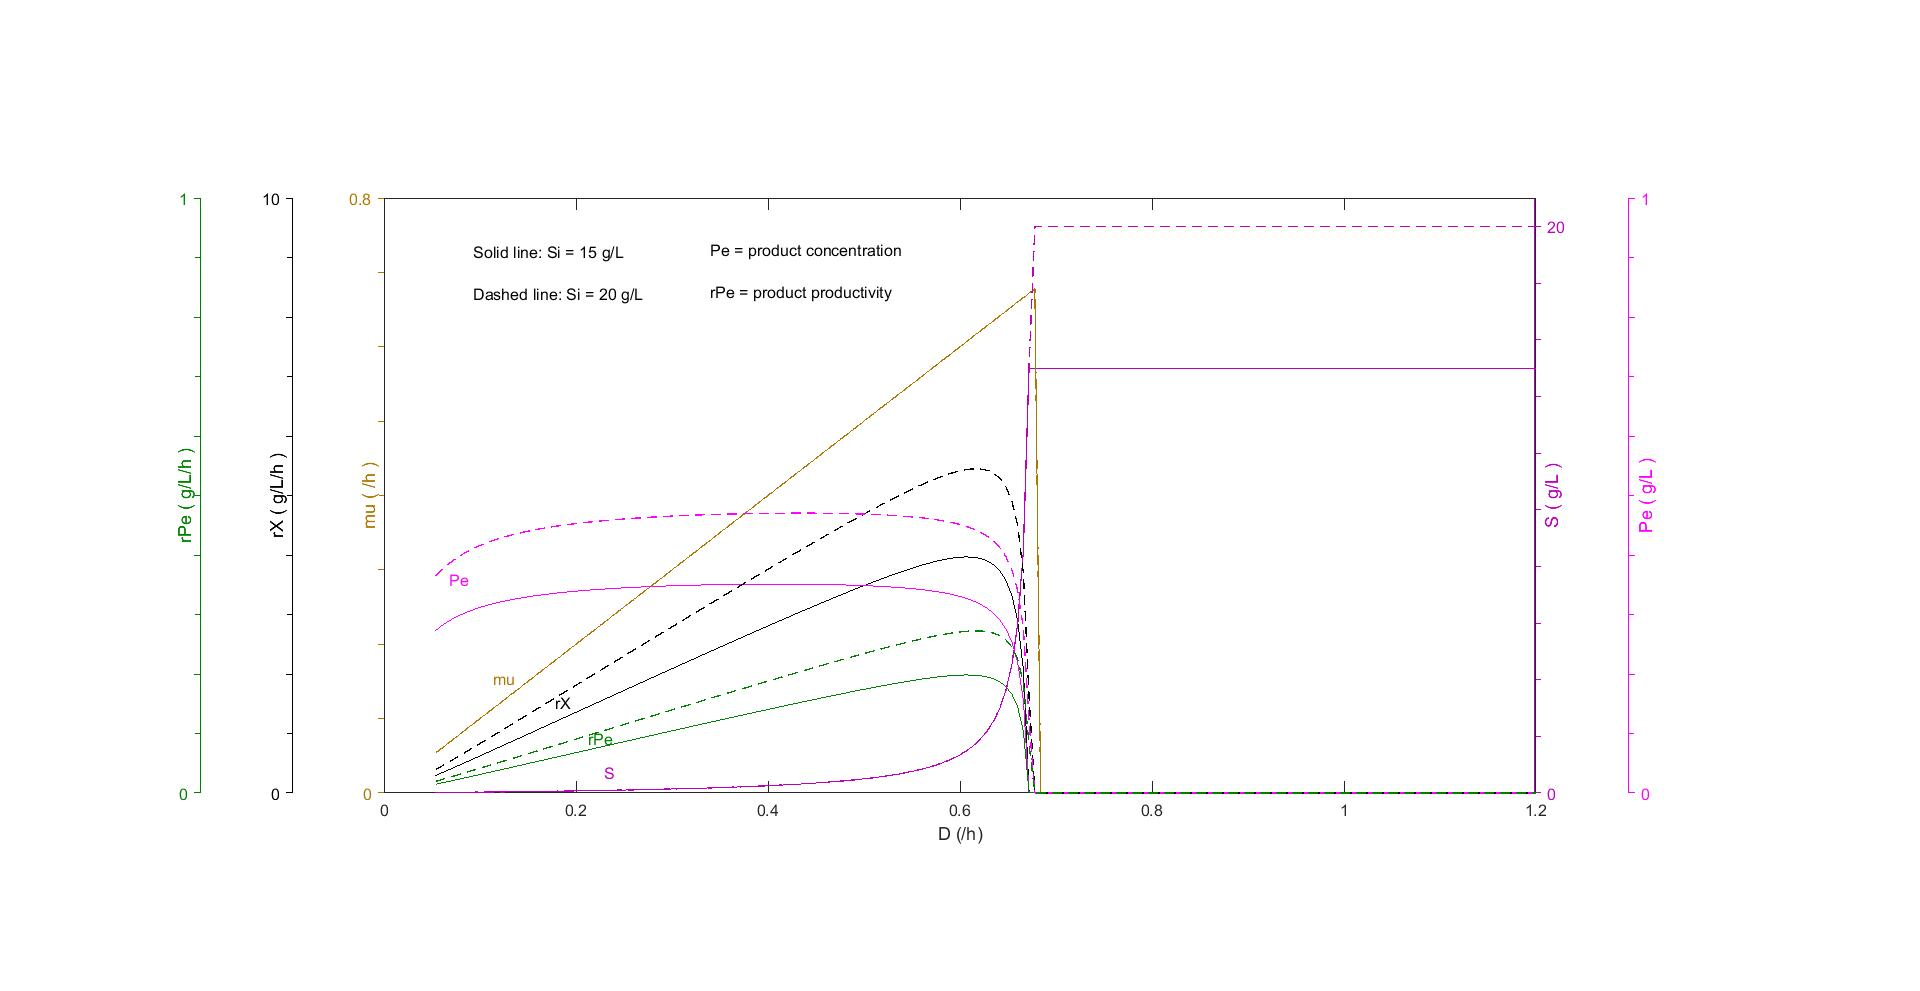 1
10
0.8
1
Solid line: Si = 15 g/L
Pe = product concentration
20
Dashed line: Si = 20 g/L
rPe = product productivity
rPe ( g/L/h )
rX ( g/L/h )
mu ( /h )
S ( g/L )
Pe ( g/L )
Pe
mu
rX
rPe
S
0
0
0
0
0
0
0.2
0.4
0.6
0.8
1
1.2
D (/h)